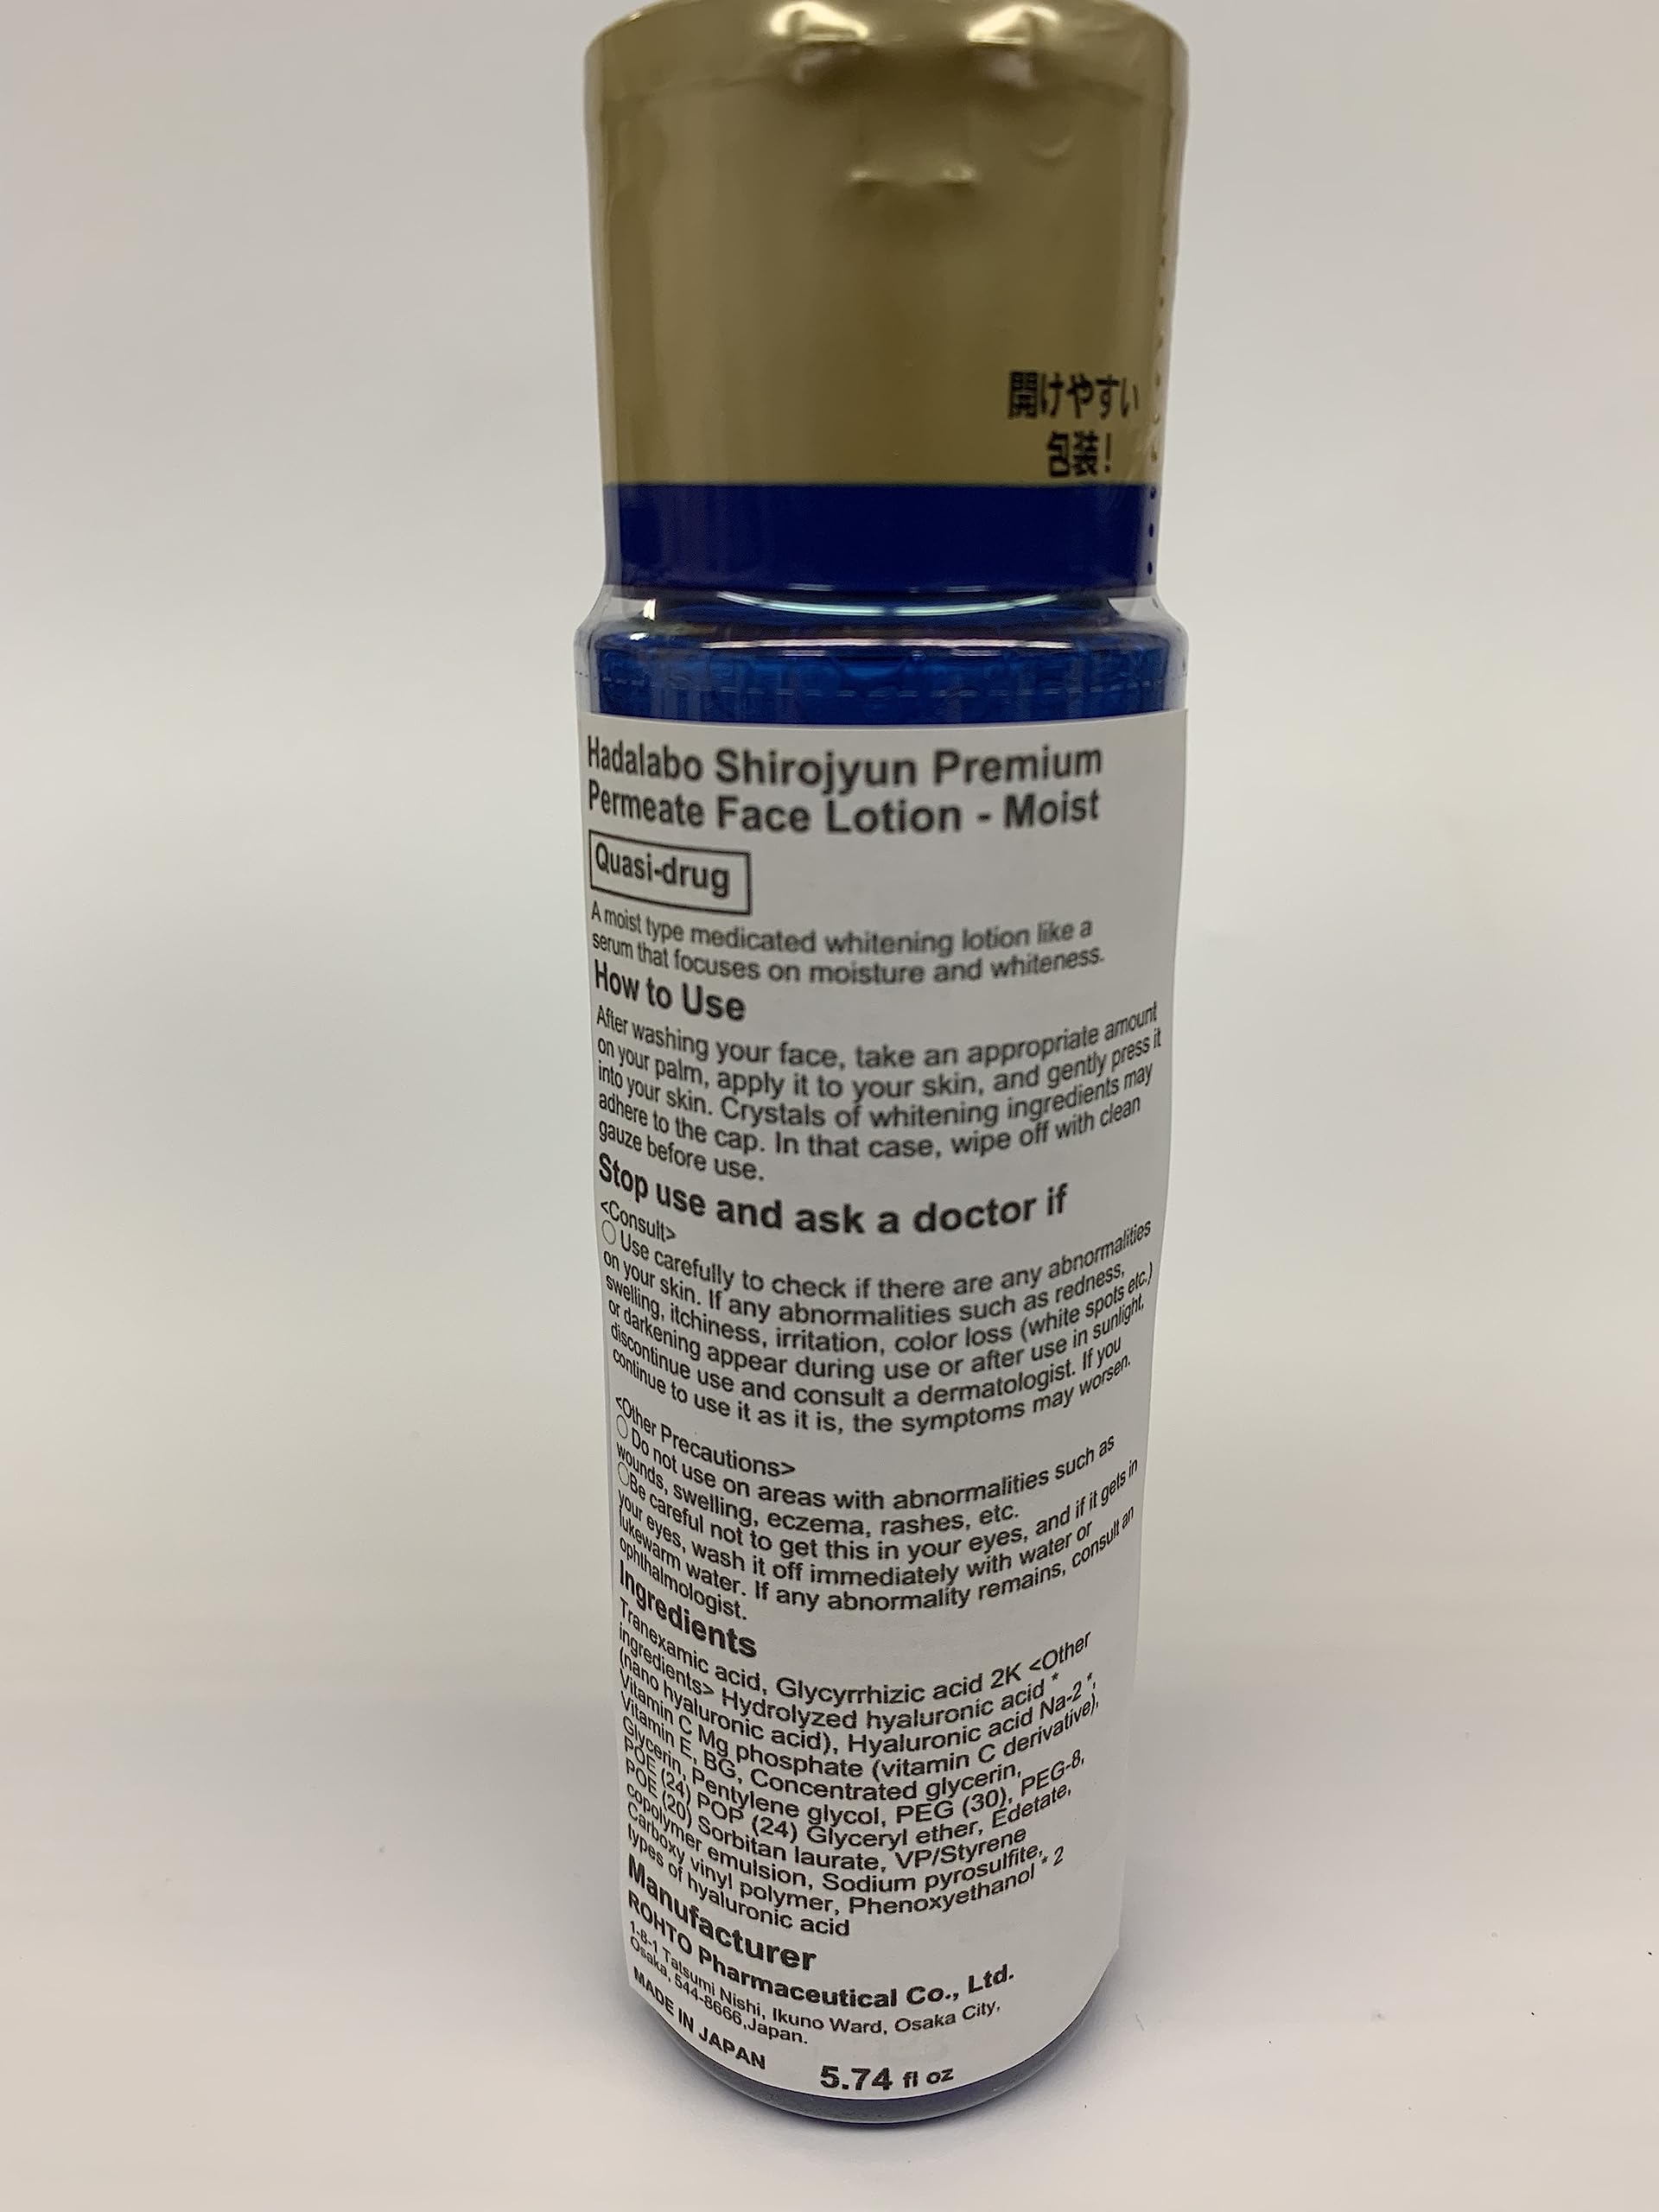 開けやすい
包装!
Hadalabo Shirojyun Premium
Permeate Face Lotion - Moist
Quasi-drug
A moist type medicated whitening lotion like a
serum that focuses on moisture and whiteness.
How to Use
After washing your face, take an appropriate amount
on your palm, apply it to your skin, and gently press it
into your skin. Crystals of whitening ingredients may
adhere to the cap. In that case, wipe off with clean
gauze before use.
Stop use and ask a doctor if
<Consult>
○ Use carefully to check if there are any abnormalities
on your skin. If any abnormalities such as redness,
swelling, itchiness, irritation, color loss (white spots etc.)
or darkening appear during use or after use in sunlight,
discontinue use and consult a dermatologist. If you
continue to use it as it is, the symptoms may worsen.
<Other Precautions>
○ Do not use on areas with abnormalities such as
wounds, swelling, eczema, rashes, etc.
○Be careful not to get this in your eyes, and if it gets in
your eyes, wash it off immediately with water or
lukewarm water. If any abnormality remains, consult an
ophthalmologist.
Ingredients
Tranexamic acid, Glycyrrhizic acid 2K <Other
ingredients> Hydrolyzed hyaluronic acid *
(nano hyaluronic acid), Hyaluronic acid Na-2 *,
Vitamin C Mg phosphate (vitamin C derivative),
Vitamin E, BG, Concentrated glycerin,
Glycerin, Pentylene glycol, PEG (30), PEG-8,
POE (24) POP (24) Glyceryl ether, Edetate,
POE (20) Sorbitan laurate, VP/Styrene
copolymer emulsion, Sodium pyrosulfite,
Carboxy vinyl polymer, Phenoxyethanol * 2
types of hyaluronic acid
Manufacturer
ROHTO Pharmaceutical Co., Ltd.
1-8-1 Tatsumi Nishi, Ikuno Ward, Osaka City,
Osaka, 544-8666,Japan.
MADE IN JAPAN
5.74 fl oz